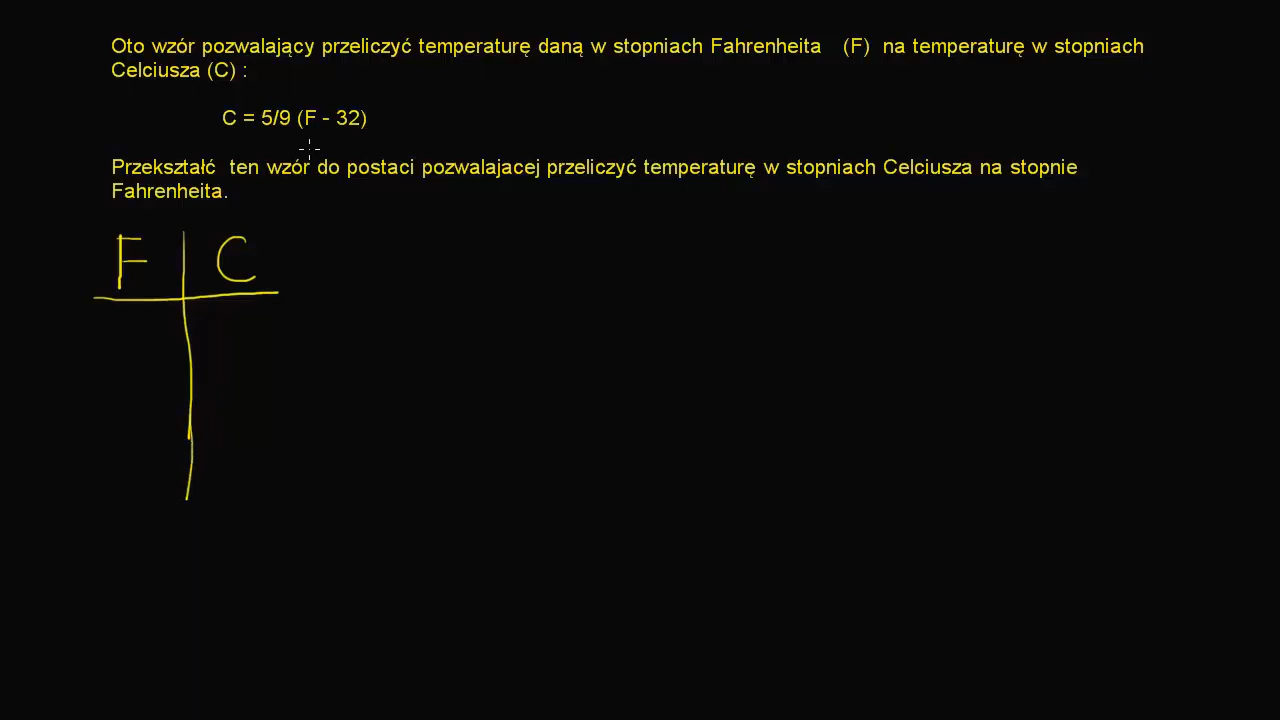 Oto wzór pozwalający przeliczyć temperaturę daną w stopniach Fahrenheita (F) na temperaturę w stopniach
Celciusza (C) :
C = 5/9 (F - 32)
Przekształć ten wzór do postaci pozwalajacej przeliczyć temperaturę w stopniach Celciusza na stopnie
Fahrenheita.
F C